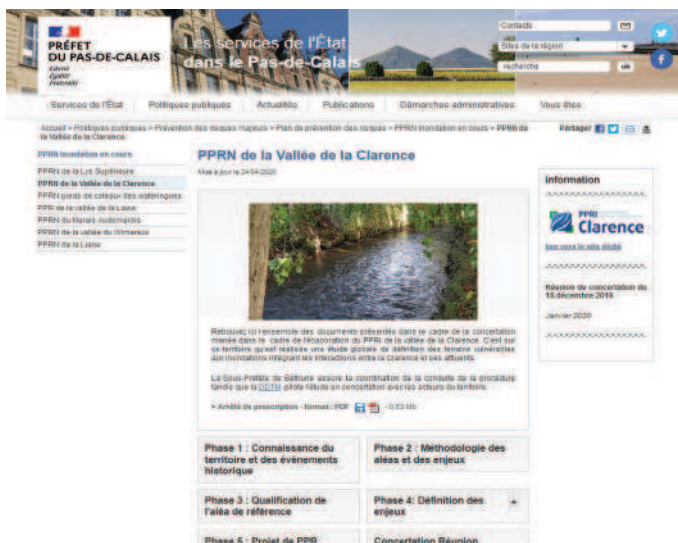 PRÉFET
DU PAS-DE-CALAIS
Liberté
Égalité
Fraternité
Les services de l'État
dans le Pas-de-Calais
Contacts
Sites de la région
recherche
ok
Services de l'État
Politiques publiques
Actualités
Publications
Démarches administratives
Vous êtes
Accueil > Politiques publiques > Prévention des risques majeurs > Plan de prévention des risques > PPRN Inondation en cours > PPRN de
la Vallée de la Clarence
Partager
PPRN Inondation en cours
PPRN de la Lys Supérieure
PPRN de la Vallée de la Clarence
PPRN pieds de coteaux des wateringues
PPR de la vallée de la Lawe
PPRN du Marais audomarois
PPRN de la vallée du Wimereux
PPRN de la Liane
PPRN de la Vallée de la Clarence
Mise à jour le 24/04/2020
Retrouvez ici l'ensemble des documents présentés dans le cadre de la concertation
menée dans le cadre de l'élaboration du PPRI de la vallée de la Clarence. C'est sur
ce territoire qu'est réalisée une étude globale de définition des terrains vulnérables
aux inondations intégrant les interactions entre la Clarence et ses affluents.
La Sous-Préfète de Béthune assure la coordination de la conduite de la procédure
tandis que la DDTM pilote l'étude en concertation avec les acteurs du territoire.
> Arrêté de prescription - format : PDF - 0,53 Mb
Information
PPRI
Clarence
lien vers le site dédié
Réunion de concertation du
18 décembre 2019
Janvier 2020
Phase 1 : Connaissance du
territoire et des évènements
historique
Phase 2 : Méthodologie des
aléas et des enjeux
Phase 3 : Qualification de
l'aléa de référence
Phase 4: Définition des
enjeux
Phase 5 : Projet de PPR
Concertation Réunion